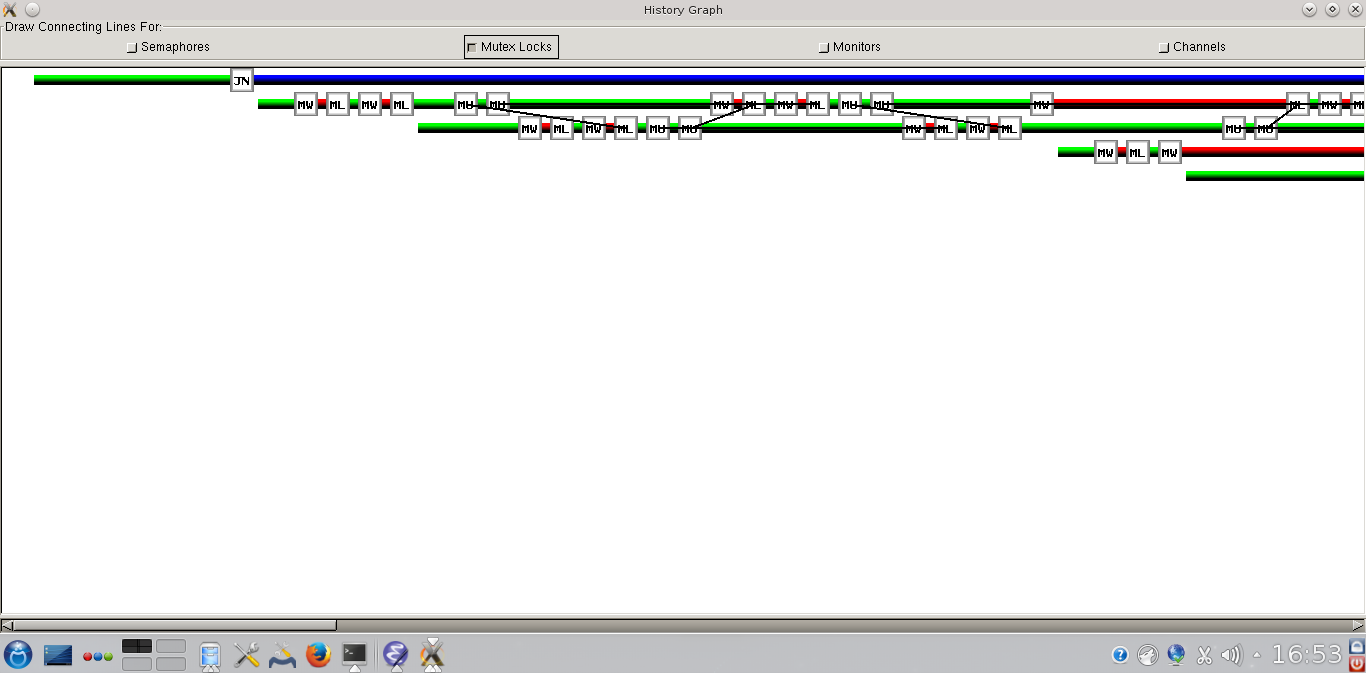 History Graph
Draw Connecting Lines For:
Semaphores Mutex Locks Monitors Channels
JN
MW ML MW ML MU MU MW ML MW ML MU MU MW ML MW
MW ML MW ML MU MU MW ML MW ML MU MU
MW ML MW
16:53